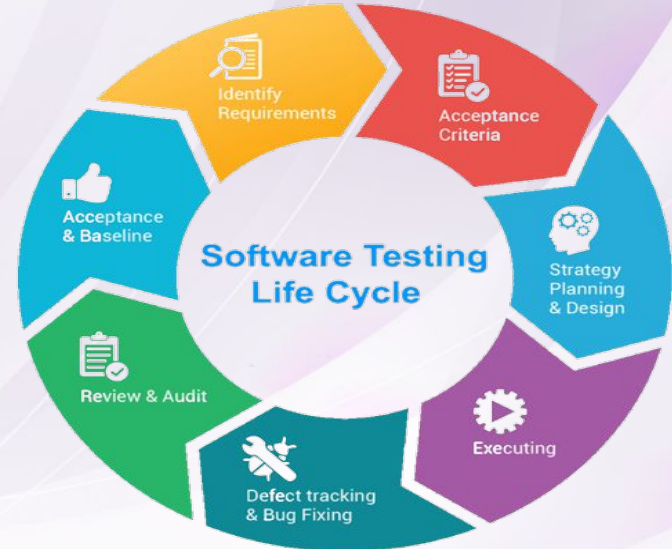 Software Testing
Life Cycle
Identify
Requirements
Acceptance
Criteria
Strategy
Planning
& Design
Executing
Defect tracking
& Bug Fixing
Review & Audit
Acceptance
& Baseline